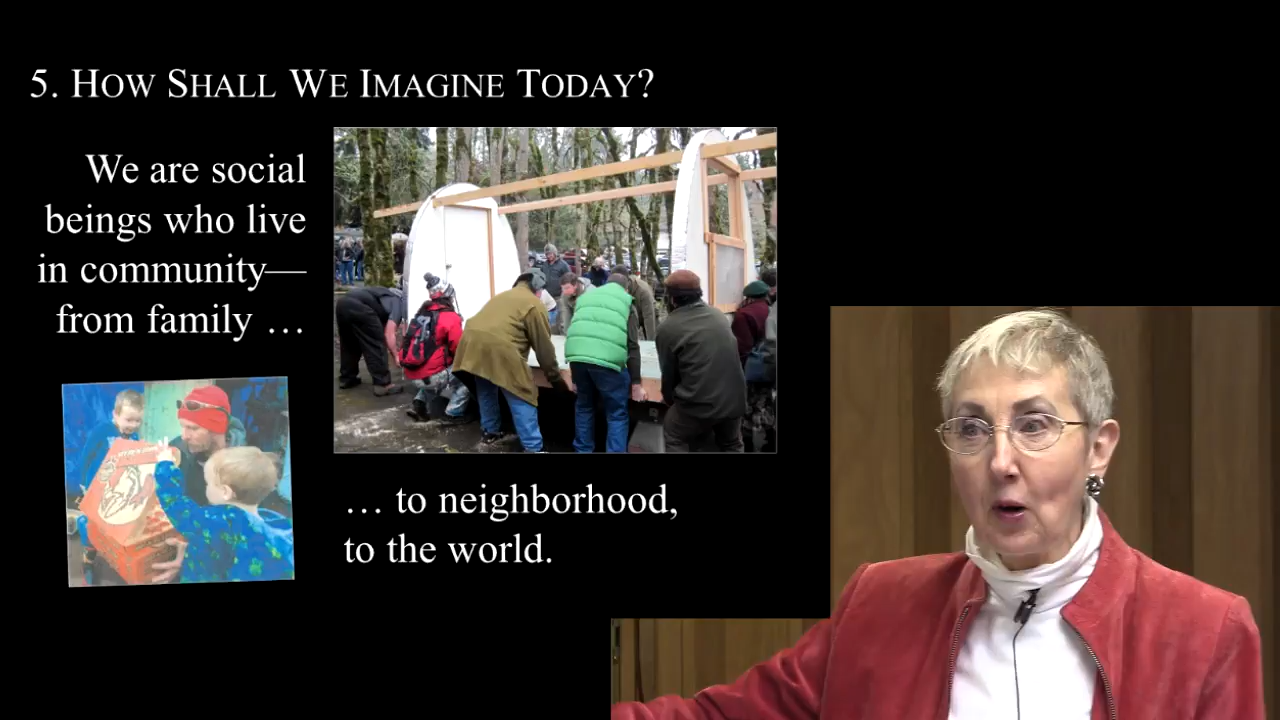 5. HOW SHALL WE IMAGINE TODAY?
We are social
beings who live
in community—
from family …
… to neighborhood,
to the world.